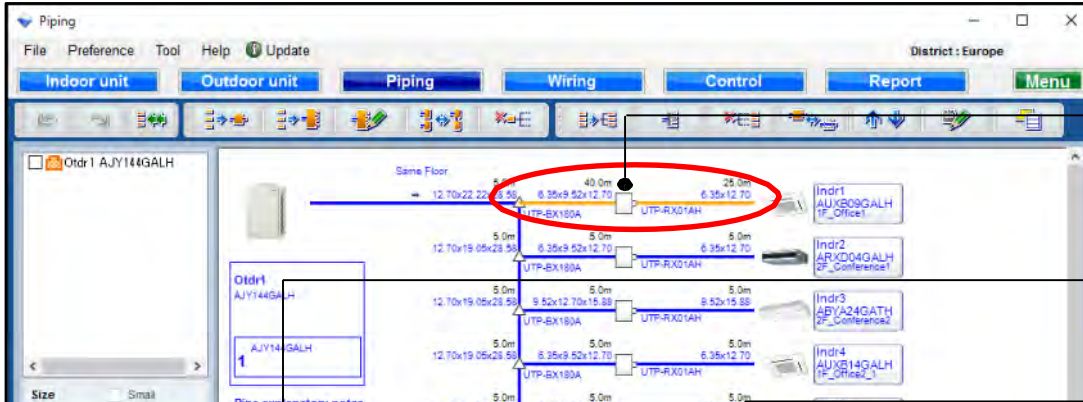 Piping
File Preference Tool Help Update District : Europe
Indoor unit Outdoor unit Piping Wiring Control Report Menu
Otdr1 AJY144GALH
Same Floor
5.0m 40.0m 25.0m
12.70x22.22x28.58 6.35x9.52x12.70 6.35x12.70
UTP-BX180A UTP-RX01AH
Indr1
AUXB09GALH
1F_Office1
5.0m 5.0m 5.0m
12.70x19.05x28.58 6.35x9.52x12.70 6.35x12.70
UTP-BX180A UTP-RX01AH
Indr2
ARXD04GALH
2F_Conference1
Otdr1
AJY144GALH
5.0m 5.0m 5.0m
12.70x19.05x28.58 9.52x12.70x15.88 9.52x15.88
UTP-BX180A UTP-RX01AH
Indr3
ABYA24GATH
2F_Conference2
AJY144GALH
1
5.0m 5.0m 5.0m
12.70x19.05x28.58 6.35x9.52x12.70 6.35x12.70
UTP-BX180A UTP-RX01AH
Indr4
AUXB14GALH
1F_Office2_1
Size Small
5.0m 5.0m 5.0m